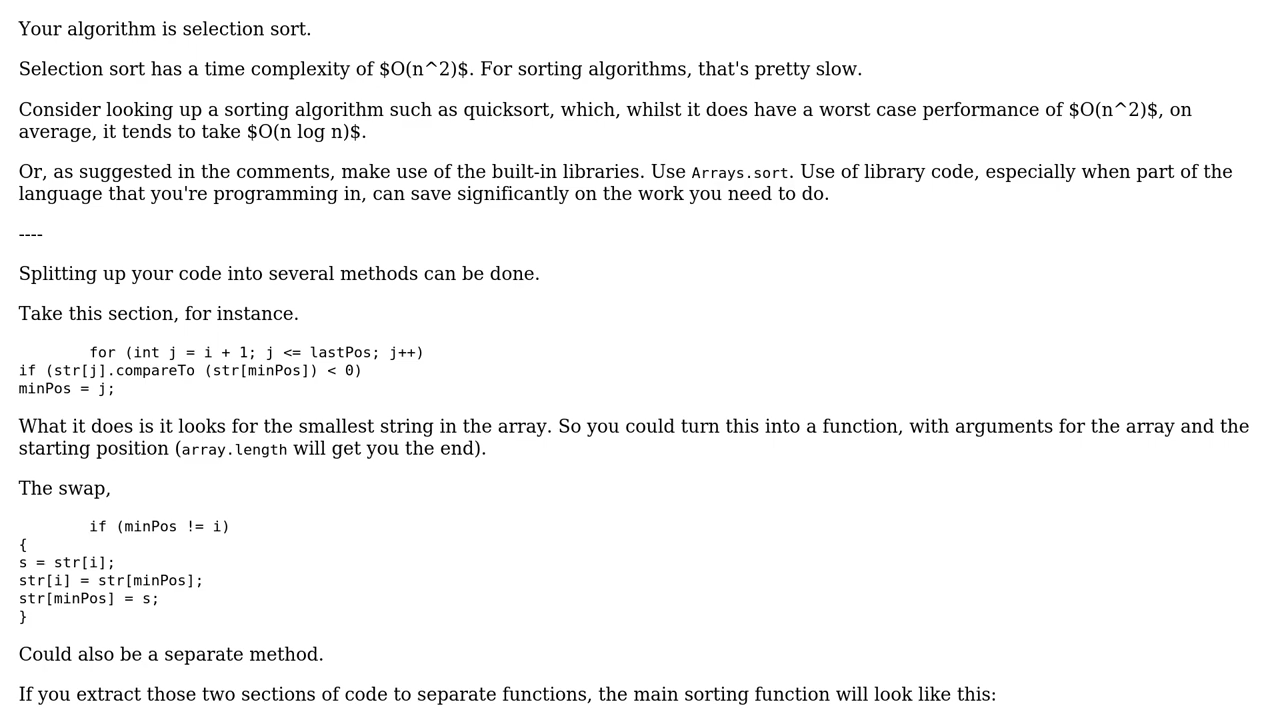 Your algorithm is selection sort.
Selection sort has a time complexity of $O(n^2)$. For sorting algorithms, that's pretty slow.
Consider looking up a sorting algorithm such as quicksort, which, whilst it does have a worst case performance of $O(n^2)$, on
average, it tends to take $O(n log n)$.
Or, as suggested in the comments, make use of the built-in libraries. Use Arrays.sort. Use of library code, especially when part of the
language that you're programming in, can save significantly on the work you need to do.
----
Splitting up your code into several methods can be done.
Take this section, for instance.
        for (int j = i + 1; j <= lastPos; j++)
if (str[j].compareTo (str[minPos]) < 0)
minPos = j;
What it does is it looks for the smallest string in the array. So you could turn this into a function, with arguments for the array and the
starting position (array.length will get you the end).
The swap,
        if (minPos != i)
{
s = str[i];
str[i] = str[minPos];
str[minPos] = s;
}
Could also be a separate method.
If you extract those two sections of code to separate functions, the main sorting function will look like this: